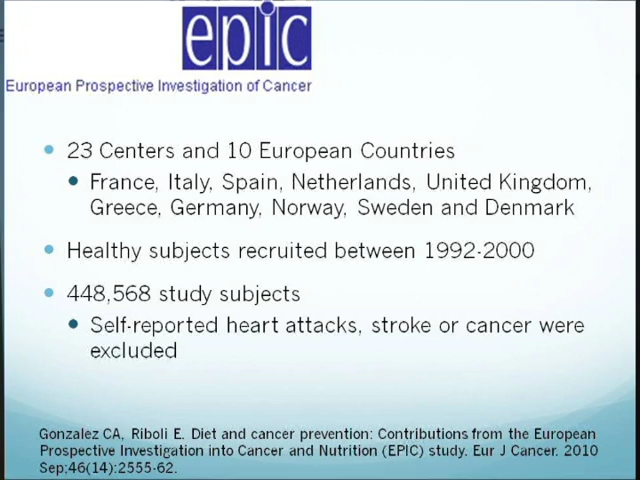 epic
European Prospective Investigation of Cancer
23 Centers and 10 European Countries
France, Italy, Spain, Netherlands, United Kingdom,
Greece, Germany, Norway, Sweden and Denmark
Healthy subjects recruited between 1992-2000
448,568 study subjects
Self-reported heart attacks, stroke or cancer were
excluded
Gonzalez CA, Riboli E. Diet and cancer prevention: Contributions from the European
Prospective Investigation into Cancer and Nutrition (EPIC) study. Eur J Cancer. 2010
Sep;46(14):2555-62.